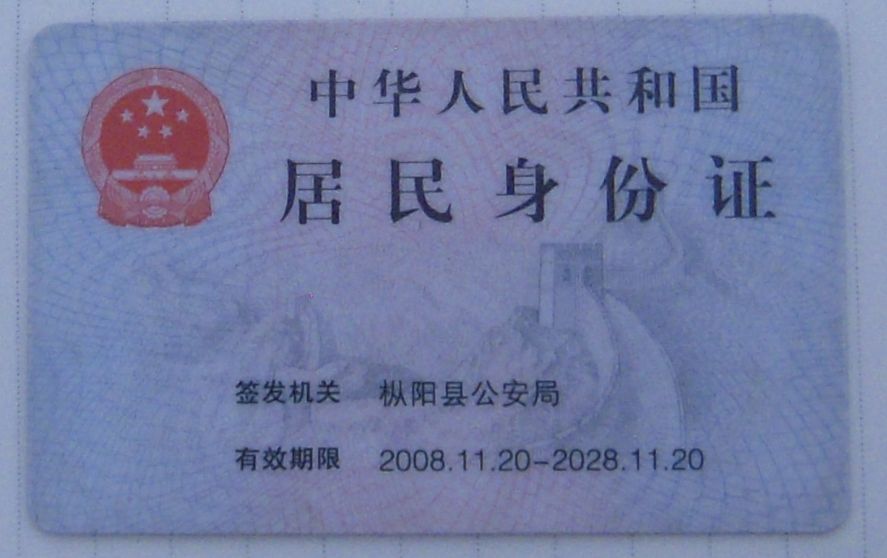 中华人民共和国
居民身份证
签发机关 枞阳县公安局
有效期限 2008.11.20-2028.11.20